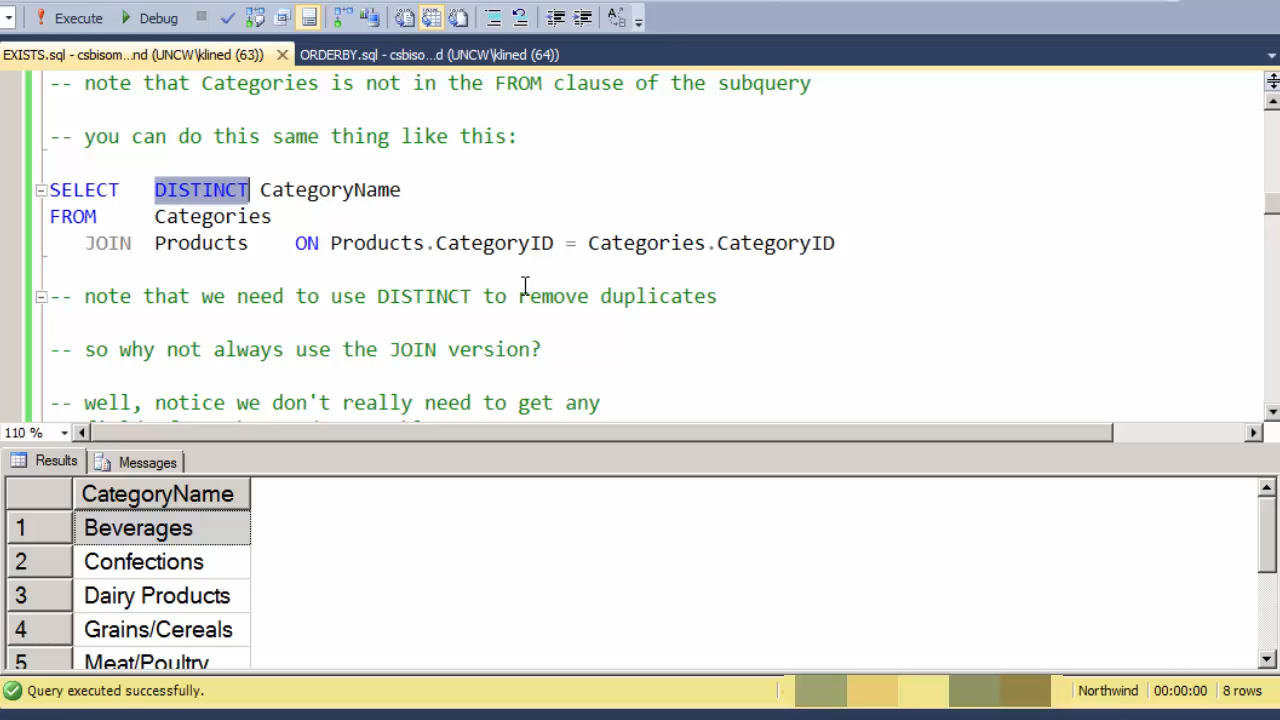 Execute Debug
EXISTS.sql - csbisom...nd (UNCW\klined (63)) ORDERBY.sql - csbiso...d (UNCW\klined (64))
-- note that Categories is not in the FROM clause of the subquery
-- you can do this same thing like this:
SELECT DISTINCT CategoryName
FROM Categories
JOIN Products ON Products.CategoryID = Categories.CategoryID
-- note that we need to use DISTINCT to remove duplicates
-- so why not always use the JOIN version?
-- well, notice we don't really need to get any
110 %
Results Messages
CategoryName
1 Beverages
2 Confections
3 Dairy Products
4 Grains/Cereals
5 Meat/Poultry
Query executed successfully. Northwind 00:00:00 8 rows